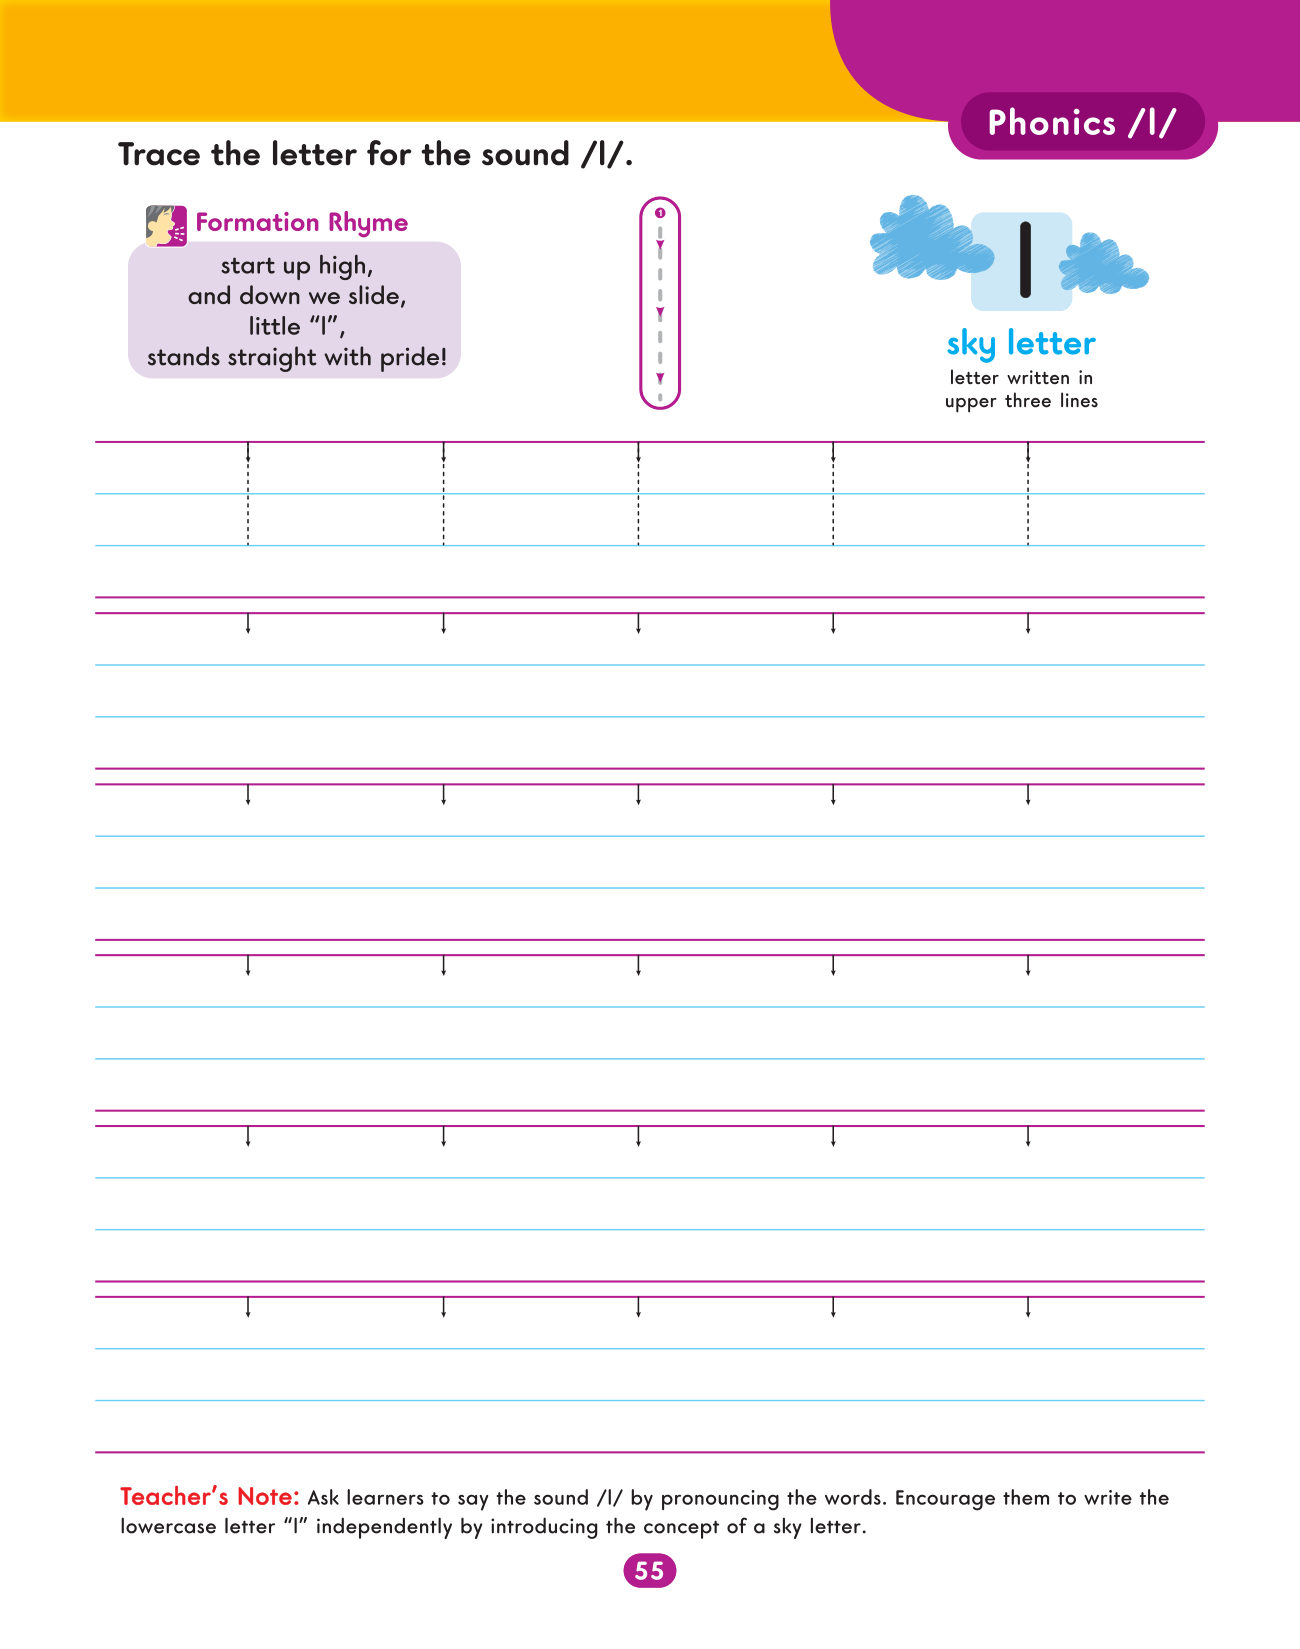 Phonics /l/
Trace the letter for the sound /l/.
Formation Rhyme
start up high,
and down we slide,
little “l”,
stands straight with pride!
1
l
sky letter
letter written in
upper three lines
Teacher’s Note: Ask learners to say the sound /l/ by pronouncing the words. Encourage them to write the
lowercase letter “l” independently by introducing the concept of a sky letter.
55